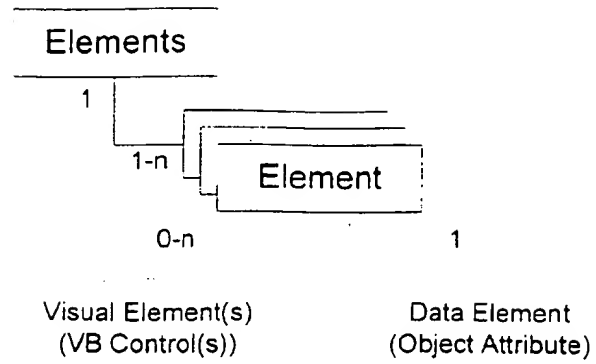 Elements
1
1-n
Element
0-n 1
Visual Element(s) Data Element
(VB Control(s)) (Object Attribute)